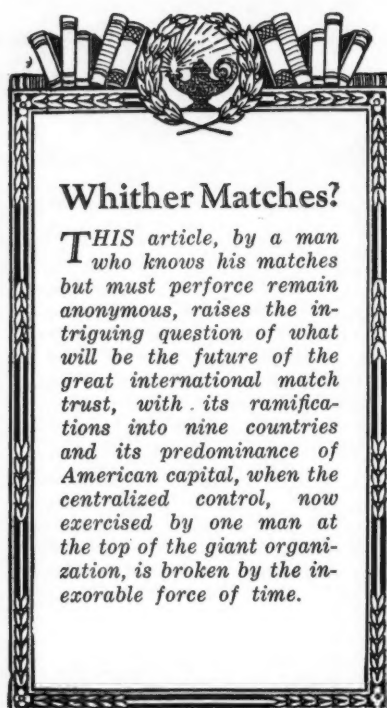 Whither Matches?
THIS article, by a man
who knows his matches
but must perforce remain
anonymous, raises the in-
triguing question of what
will be the future of the
great international match
trust, with its ramifica-
tions into nine countries
and its predominance of
American capital, when the
centralized control, now
exercised by one man at
the top of the giant organi-
zation, is broken by the in-
exorable force of time.